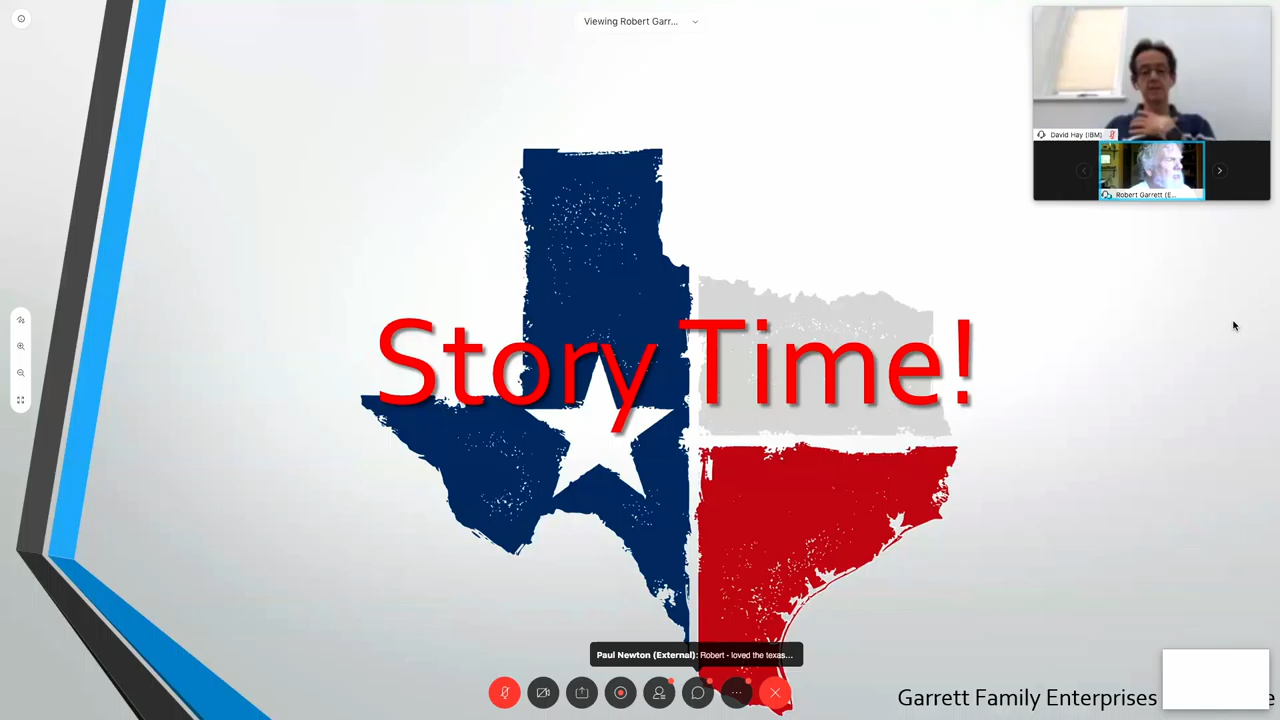 Viewing Robert Garr...
David Hay (IBM)
Robert Garrett (E...
Story Time!
Paul Newton (External): Robert - loved the texas...
Garrett Family Enterprises